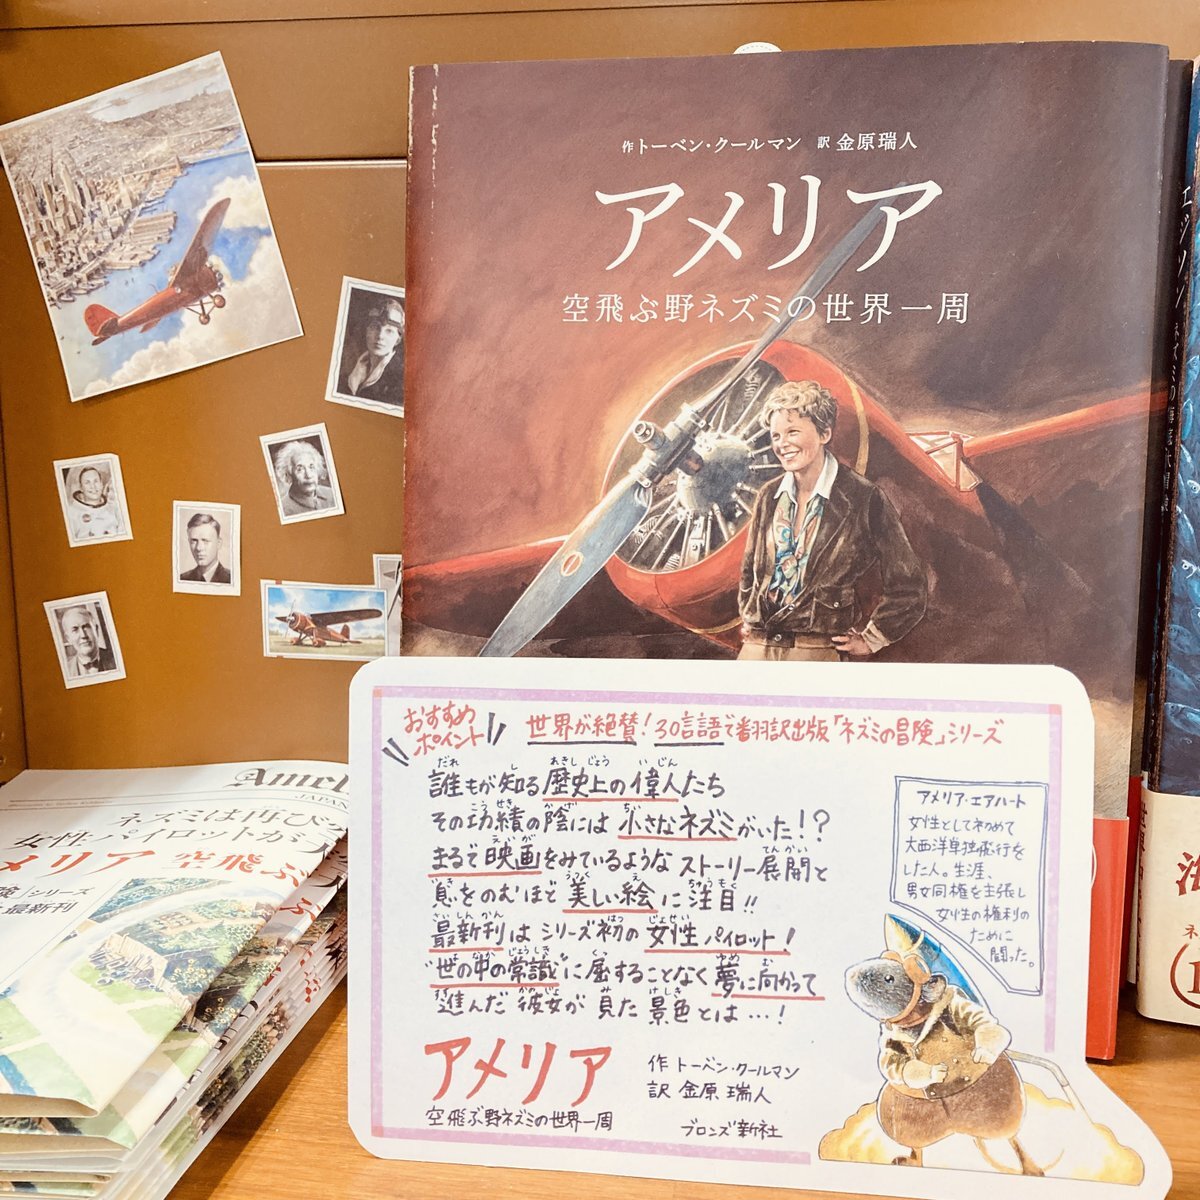 作 トーベン・クールマン 訳 金原瑞人
アメリア
空飛ぶ野ネズミの世界一周
おすすめ
ポイント
世界が絶賛！30言語で翻訳出版「ネズミの冒険」シリーズ
誰もが知る歴史上の偉人たち
その功績の陰には小さなネズミがいた！？
まるで映画をみているようなストーリー展開と
息をのむほど美しい絵に注目！！
最新刊はシリーズ初の女性パイロット！
"世の中の常識"に屈することなく夢に向かって
進んだ彼女が見た景色とは…！
アメリア・エアハート
女性として初めて
大西洋単独飛行を
した人。生涯、
男女同権を主張し
女性の権利の
ために
闘った。
アメリア
空飛ぶ野ネズミの世界一周
作 トーベン・クールマン
訳 金原 瑞人
ブロンズ新社
JAPAN
ネズミは再び
女性パイロットが
メリア 空飛ぶ
シリーズ
最新刊
エジソン ネズミの海底大冒険